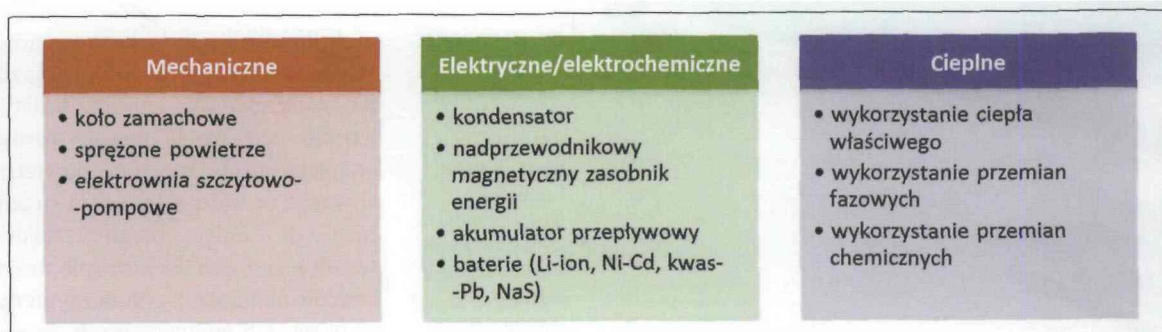 Mechaniczne
• koło zamachowe
• sprężone powietrze
• elektrownia szczytowo-
-pompowe
Elektryczne/elektrochemiczne
• kondensator
• nadprzewodnikowy
magnetyczny zasobnik
energii
• akumulator przepływowy
• baterie (Li-ion, Ni-Cd, kwas-
-Pb, NaS)
Cieplne
• wykorzystanie ciepła
właściwego
• wykorzystanie przemian
fazowych
• wykorzystanie przemian
chemicznych